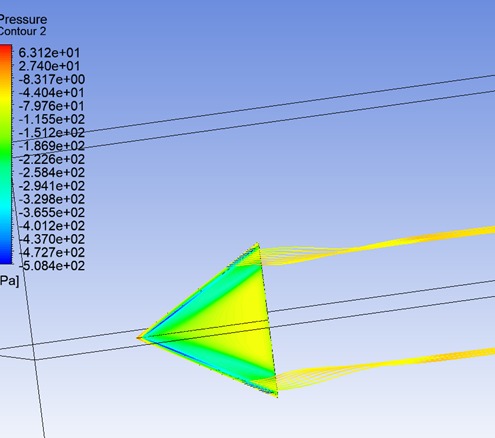 Pressure
Contour 2
6.312e+01
2.740e+01
-8.317e+00
-4.404e+01
-7.976e+01
-1.155e+02
-1.512e+02
-1.869e+02
-2.226e+02
-2.584e+02
-2.941e+02
-3.298e+02
-3.655e+02
-4.012e+02
-4.370e+02
-4.727e+02
-5.084e+02
Pa]